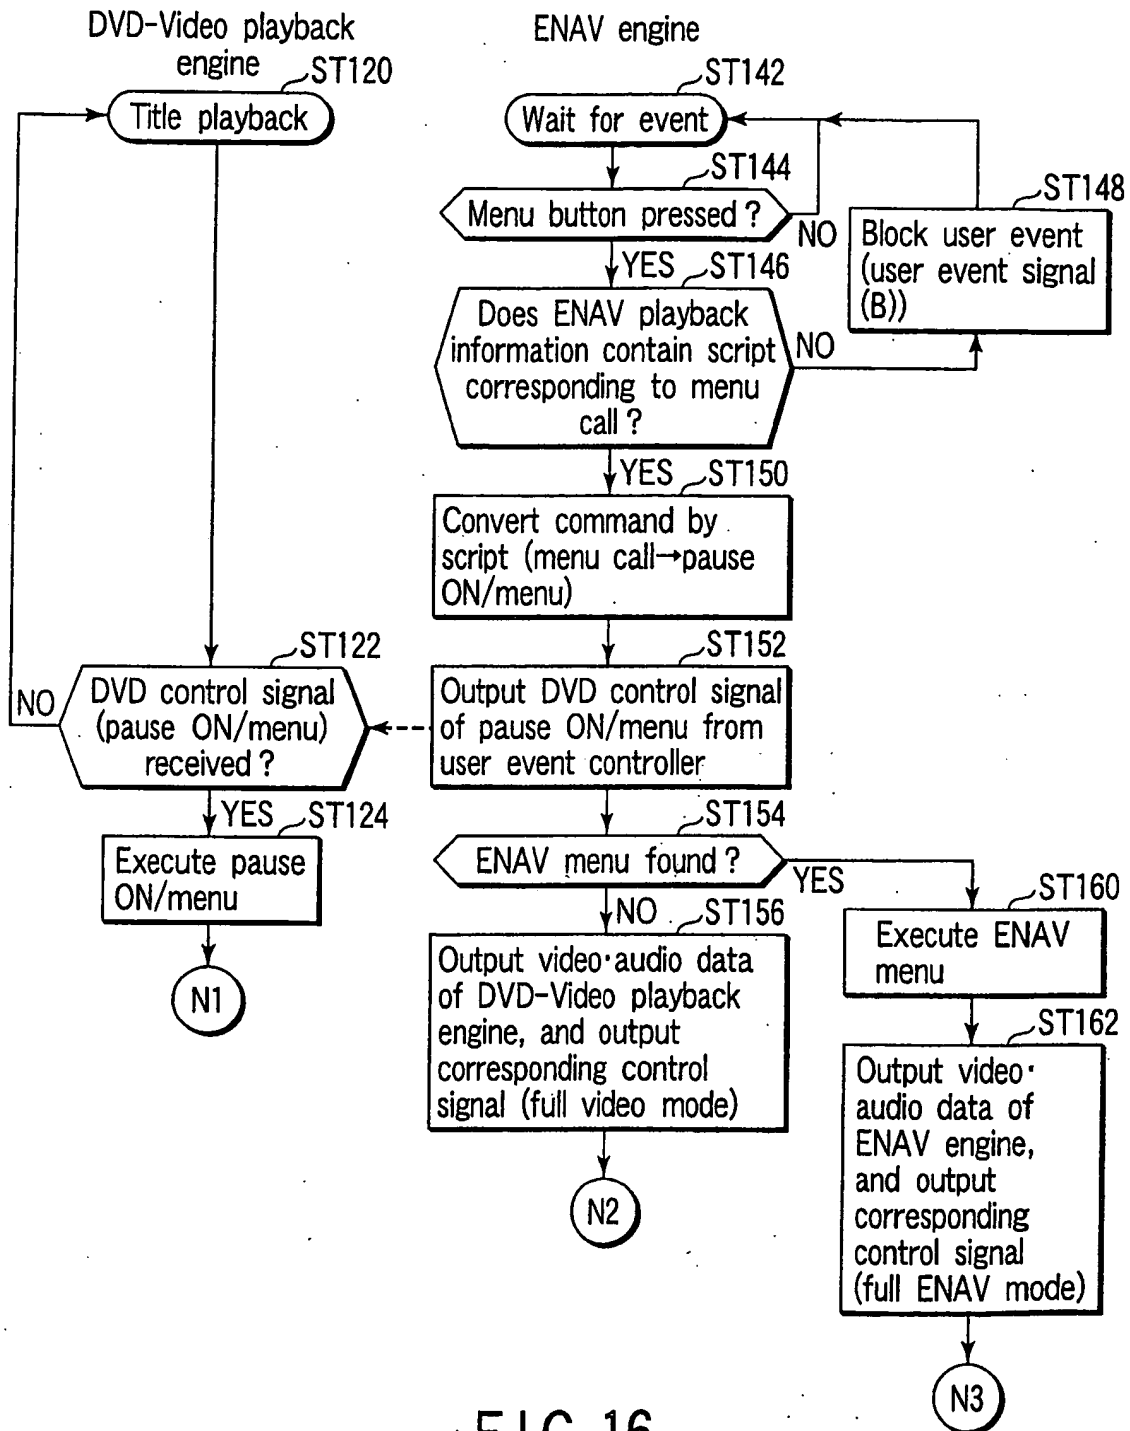 DVD-Video playback
engine
ST120
Title playback
ENAV engine
ST142
Wait for event
ST144
Menu button pressed ?
NO
ST148
Block user event
(user event signal
(B))
YES
ST146
Does ENAV playback
information contain script
corresponding to menu
call ?
NO
YES
ST150
Convert command by
script (menu call→pause
ON/menu)
ST122
NO
DVD control signal
(pause ON/menu)
received ?
ST152
Output DVD control signal
of pause ON/menu from
user event controller
YES
ST124
Execute pause
ON/menu
N1
ST154
ENAV menu found ?
YES
NO
ST156
Output video·audio data
of DVD-Video playback
engine, and output
corresponding control
signal (full video mode)
N2
ST160
Execute ENAV
menu
ST162
Output video·
audio data of
ENAV engine,
and output
corresponding
control signal
(full ENAV mode)
N3
FIG. 16